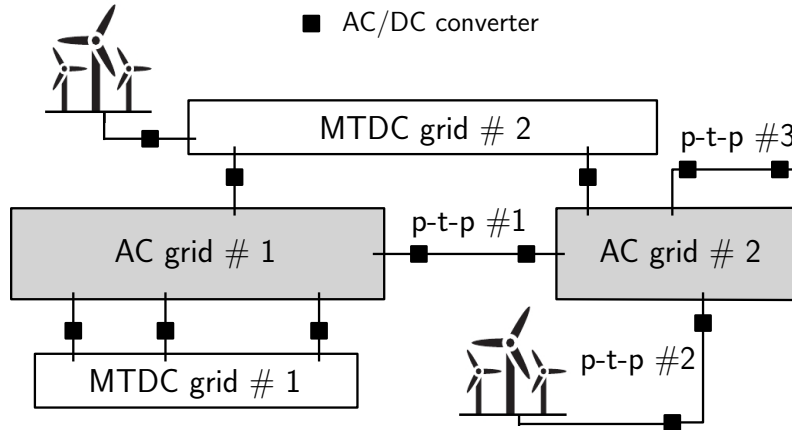 AC/DC converter
MTDC grid # 2
p-t-p #3
p-t-p #1
AC grid # 1
AC grid # 2
p-t-p #2
MTDC grid # 1